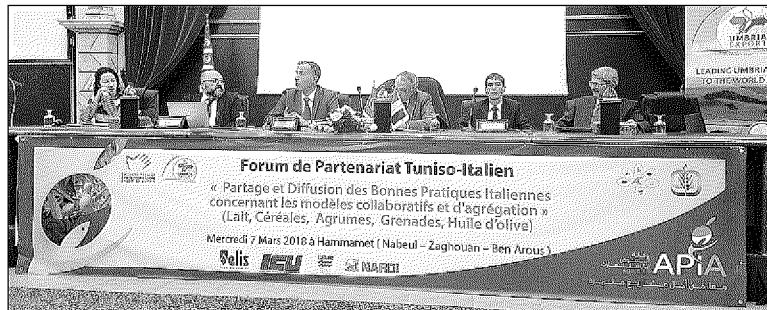 UMBRIA
EXPORT
LEADING UMBRIA
TO THE WORLD
Forum de Partenariat Tuniso-Italien
« Partage et Diffusion des Bonnes Pratiques Italiennes
concernant les modèles collaboratifs et d'agrégation »
(Lait, Céréales, Agrumes, Grenades, Huile d'olive)
Mercredi 7 Mars 2018 à Hammamet ( Nabeul – Zaghouan – Ben Arous )
elis
ICU
NARDI
APiA